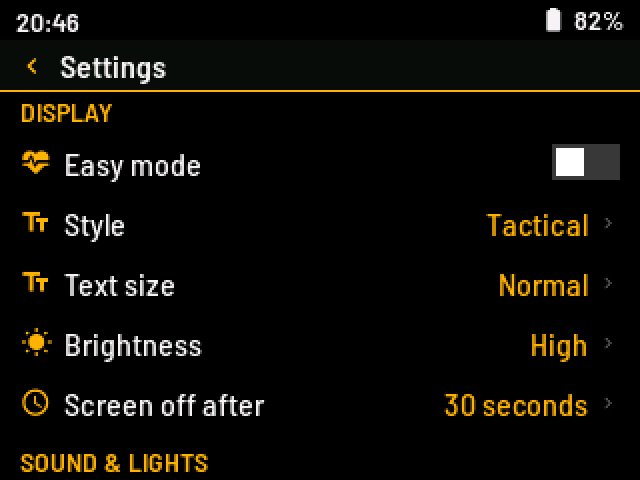 20:46 82%
Settings
DISPLAY
Easy mode
Style Tactical
Text size Normal
Brightness High
Screen off after 30 seconds
SOUND & LIGHTS